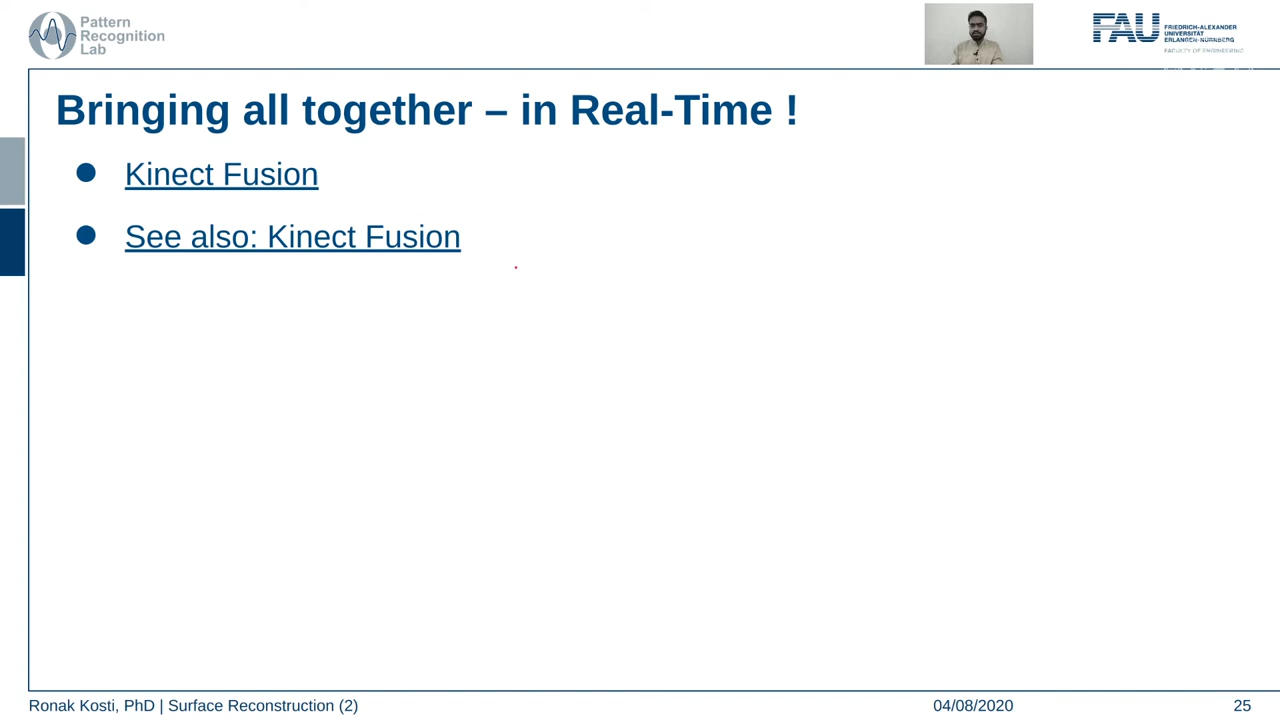 Pattern
Recognition
Lab
FAU
FRIEDRICH-ALEXANDER
UNIVERSITÄT
ERLANGEN-NÜRNBERG
FACULTY OF ENGINEERING
Bringing all together – in Real-Time !
Kinect Fusion
See also: Kinect Fusion
Ronak Kosti, PhD | Surface Reconstruction (2)
04/08/2020
25